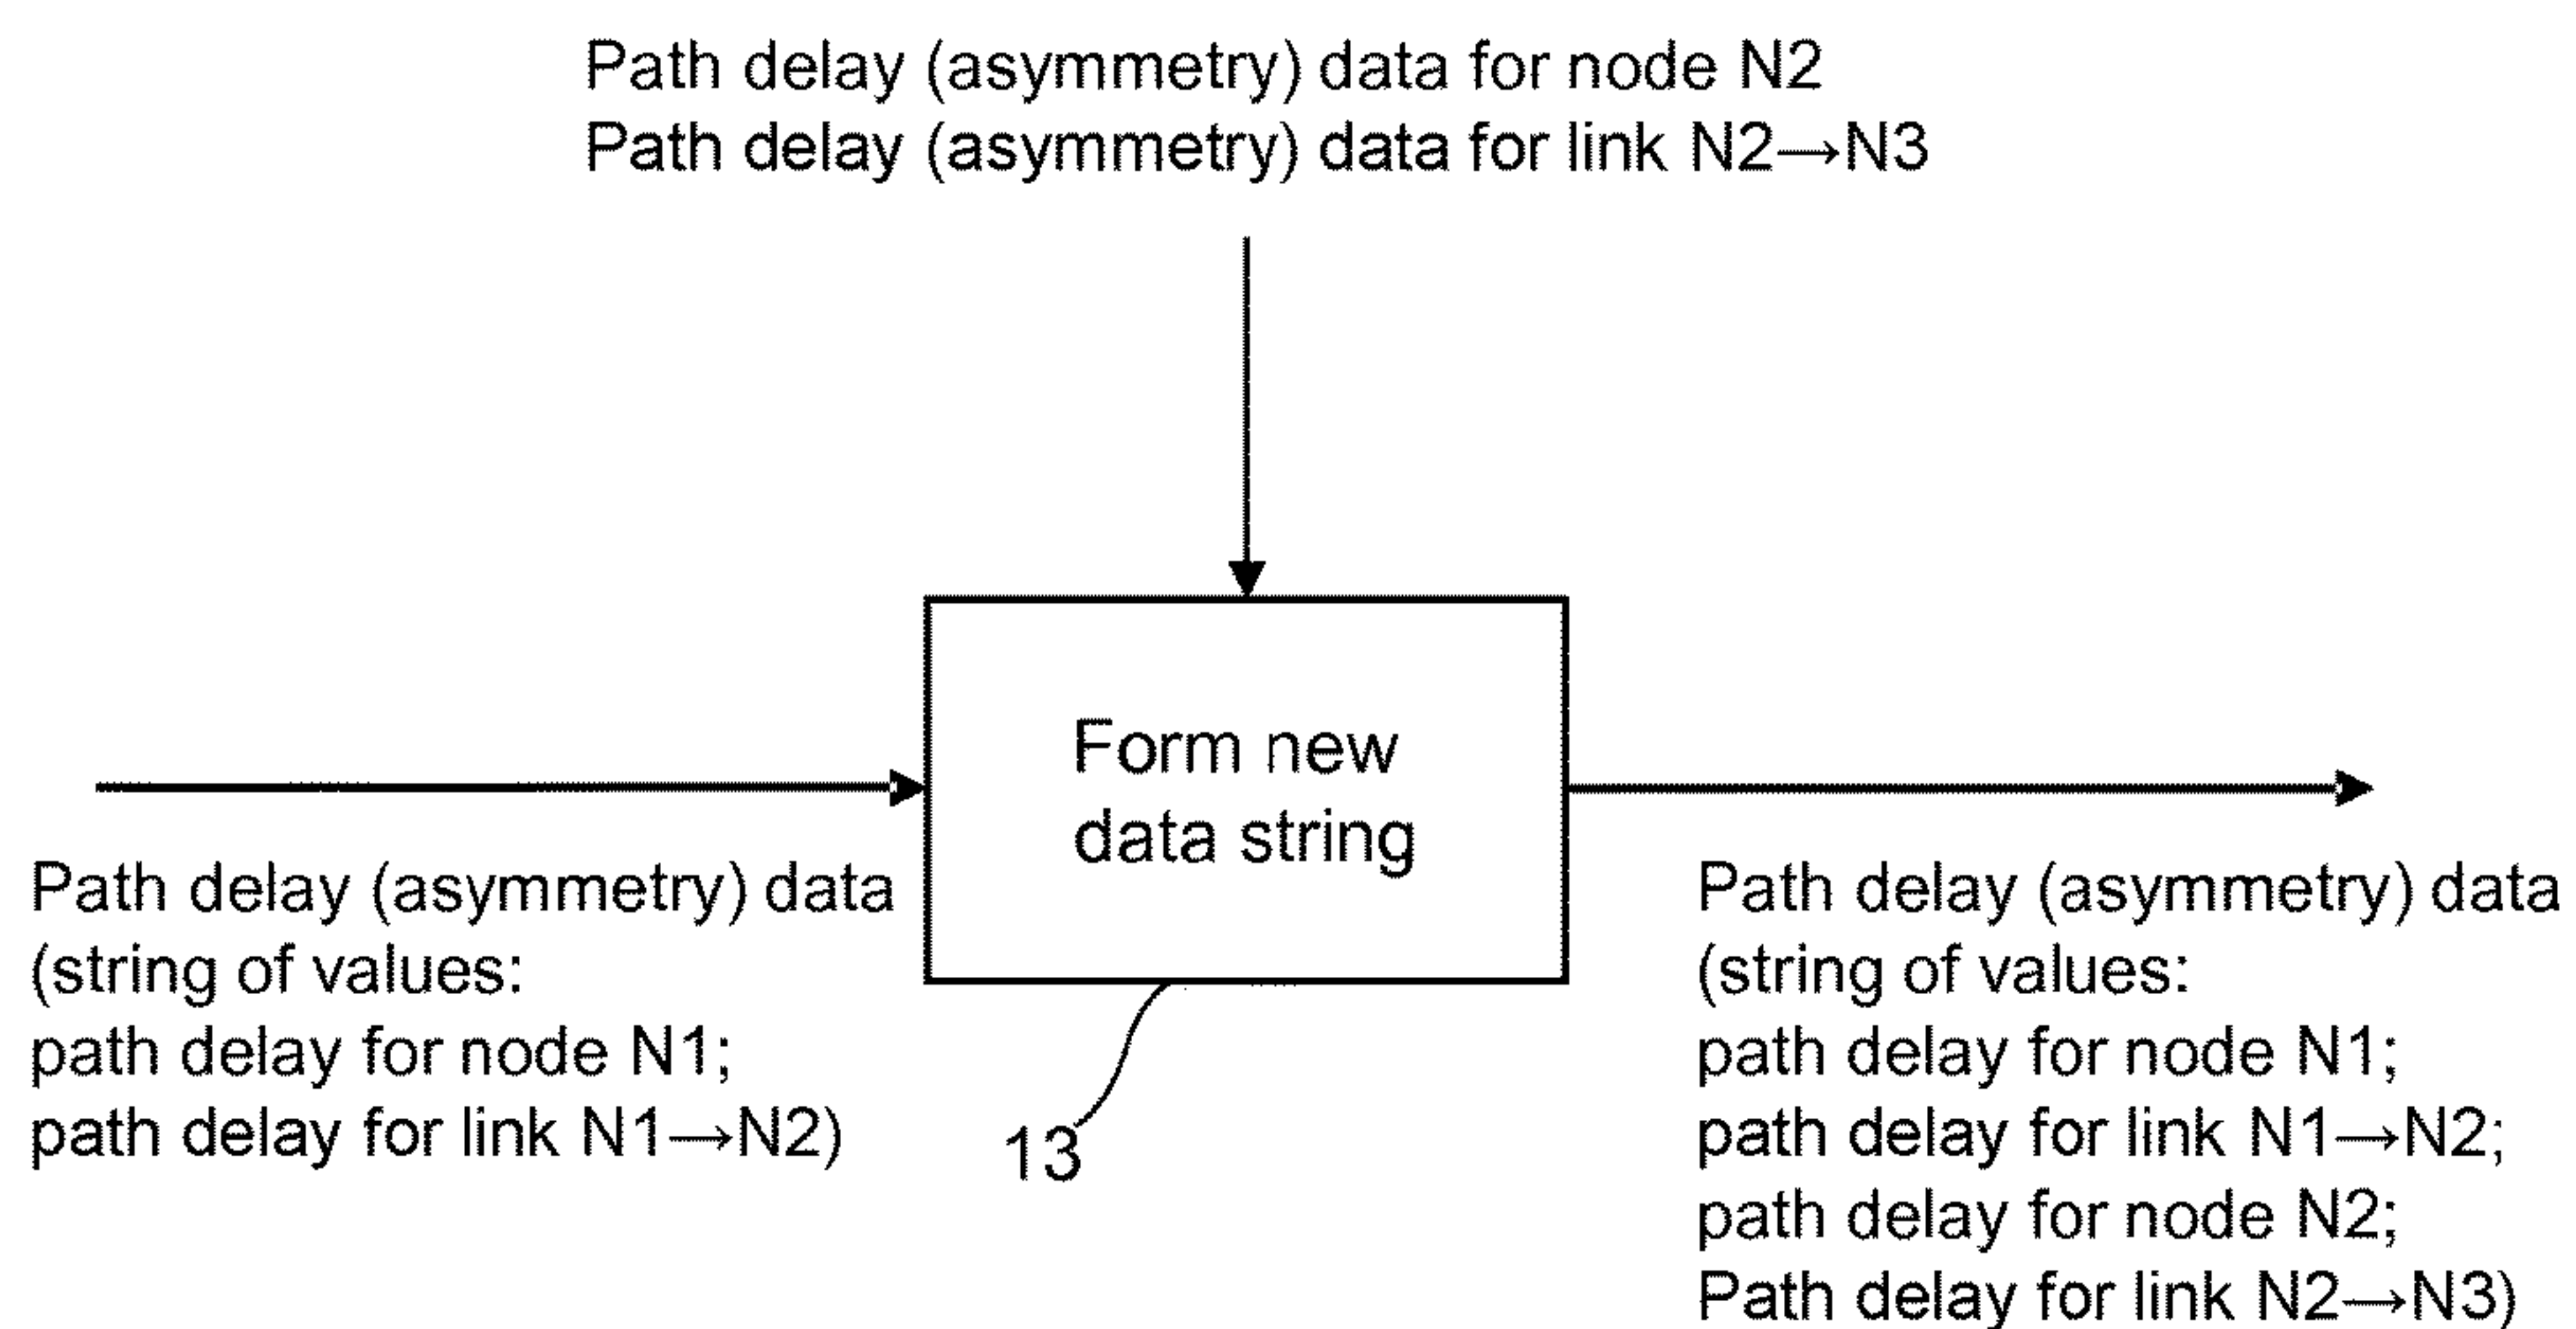 Path delay (asymmetry) data for node N2
Path delay (asymmetry) data for link N2→N3
Form new
data string
Path delay (asymmetry) data
(string of values:
path delay for node N1;
path delay for link N1→N2)
13
Path delay (asymmetry) data
(string of values:
path delay for node N1;
path delay for link N1→N2;
path delay for node N2;
Path delay for link N2→N3)